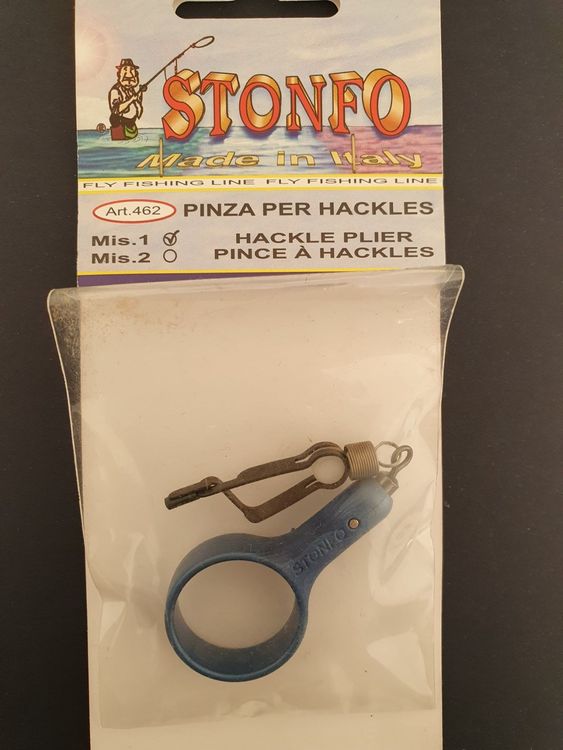 STONFO
Made in Italy
FLY FISHING LINE FLY FISHING LINE
Art.462 PINZA PER HACKLES
Mis.1 HACKLE PLIER
Mis.2 PINCE À HACKLES
STONFO